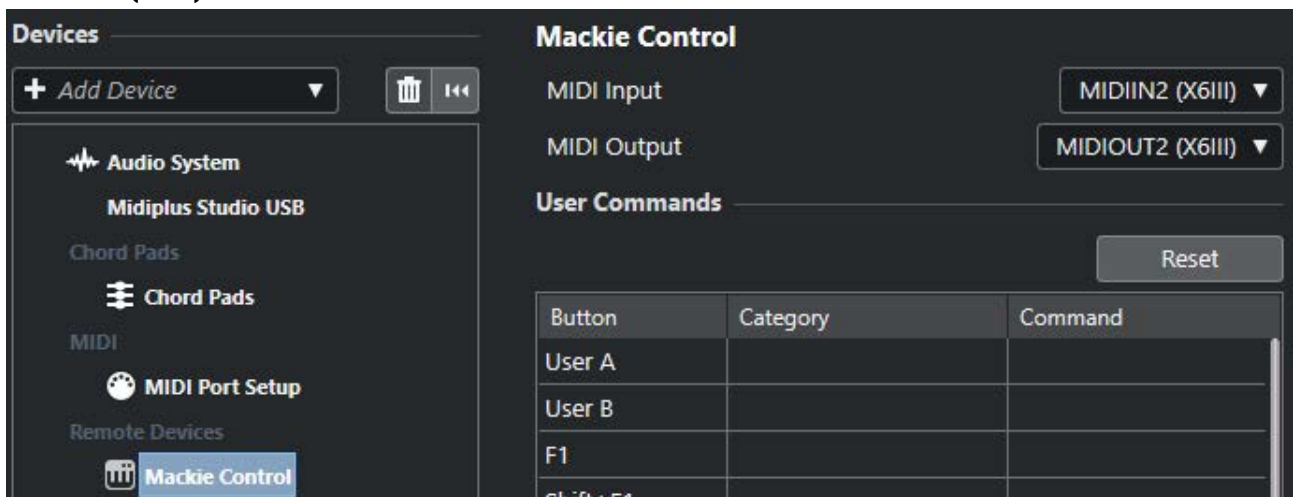 Devices
+ Add Device
Audio System
Midiplus Studio USB
Chord Pads
Chord Pads
MIDI
MIDI Port Setup
Remote Devices
Mackie Control
Mackie Control
MIDI Input MIDIIN2 (X6III)
MIDI Output MIDIOUT2 (X6III)
User Commands
Reset
Button Category Command
User A
User B
F1